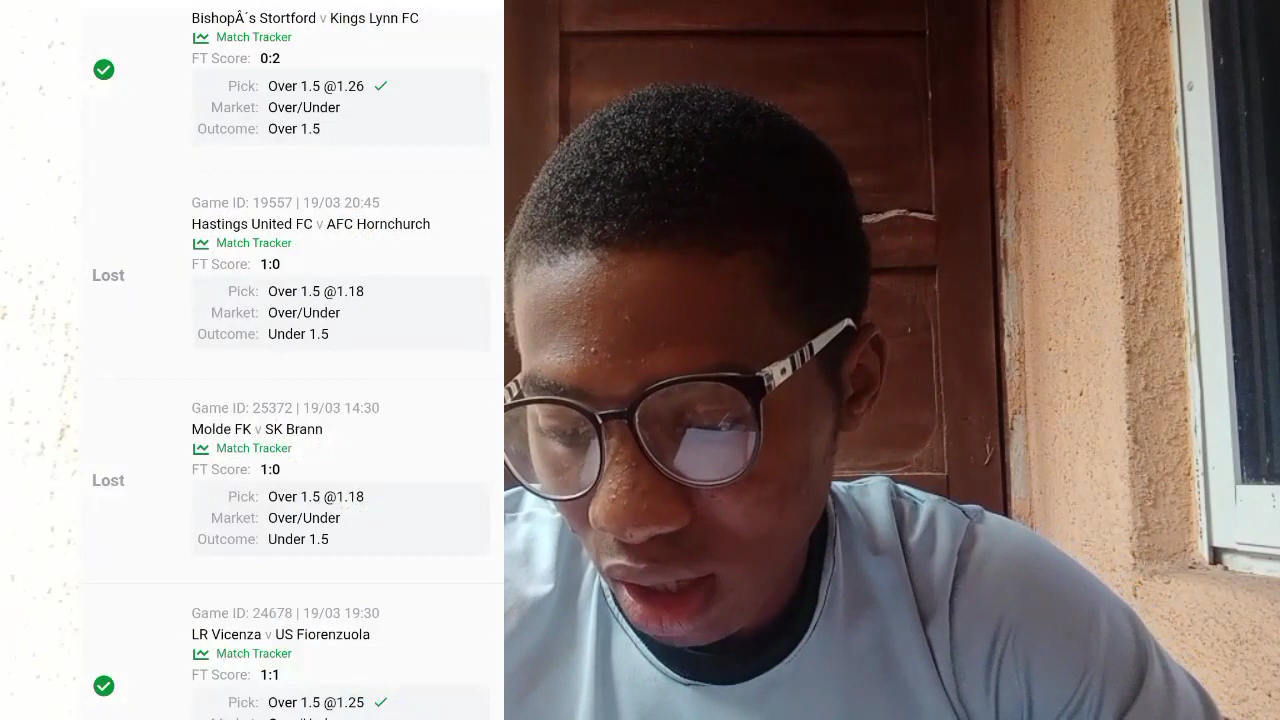 BishopÂ´s Stortford v Kings Lynn FC
Match Tracker
FT Score: 0:2
Pick: Over 1.5 @1.26
Market: Over/Under
Outcome: Over 1.5
Game ID: 19557 | 19/03 20:45
Hastings United FC v AFC Hornchurch
Match Tracker
Lost
FT Score: 1:0
Pick: Over 1.5 @1.18
Market: Over/Under
Outcome: Under 1.5
Game ID: 25372 | 19/03 14:30
Molde FK v SK Brann
Match Tracker
Lost
FT Score: 1:0
Pick: Over 1.5 @1.18
Market: Over/Under
Outcome: Under 1.5
Game ID: 24678 | 19/03 19:30
LR Vicenza v US Fiorenzuola
Match Tracker
FT Score: 1:1
Pick: Over 1.5 @1.25